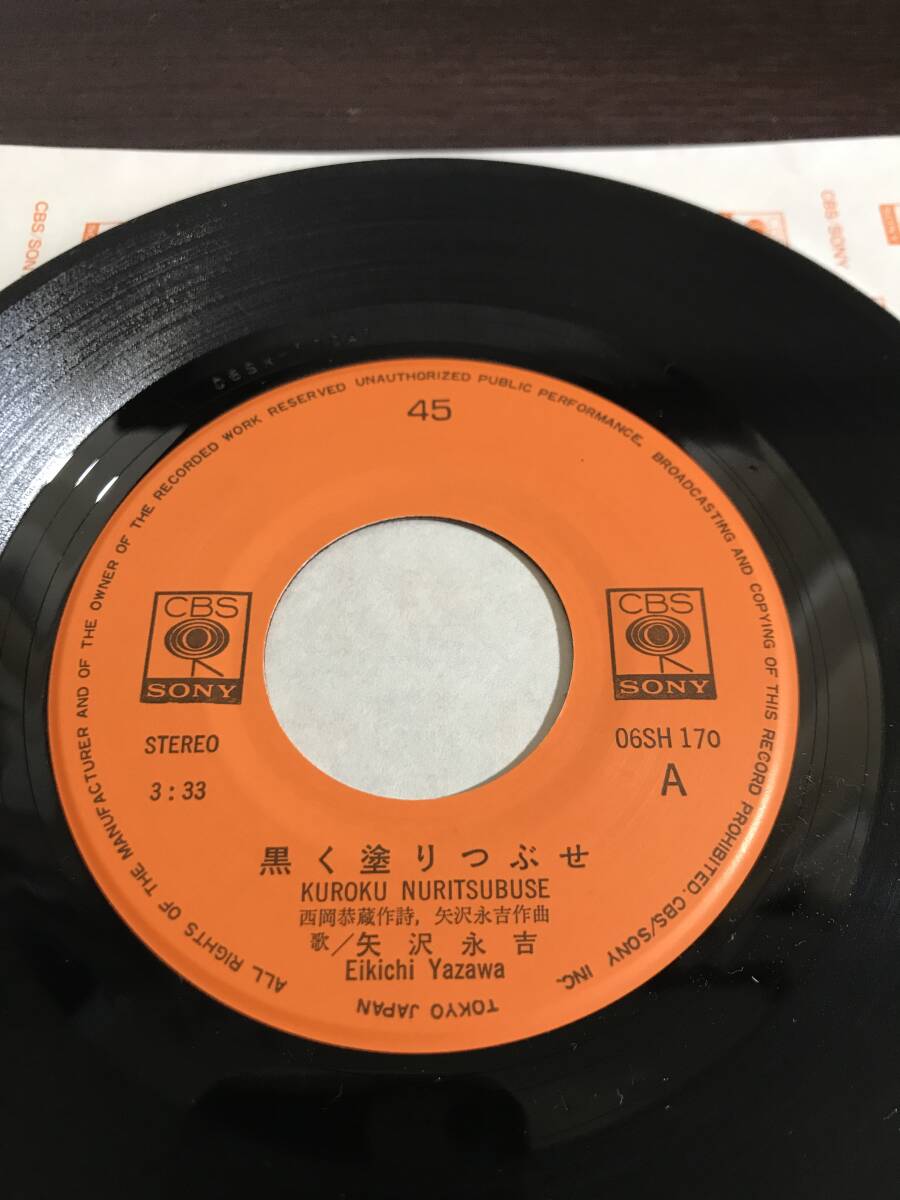 CBS/SONY
CBS/SONY
ALL RIGHTS OF THE MANUFACTURER AND OF THE OWNER OF THE RECORDED WORK RESERVED UNAUTHORIZED PUBLIC PERFORMANCE, BROADCASTING AND COPYING OF THIS RECORD PROHIBITED. CBS/SONY INC.
TOKYO JAPAN
45
CBS
SONY
CBS
SONY
STEREO
06SH 170
3:33
A
黒く塗りつぶせ
KUROKU NURITSUBUSE
西岡恭蔵作詩, 矢沢永吉作曲
歌/矢沢永吉
Eikichi Yazawa